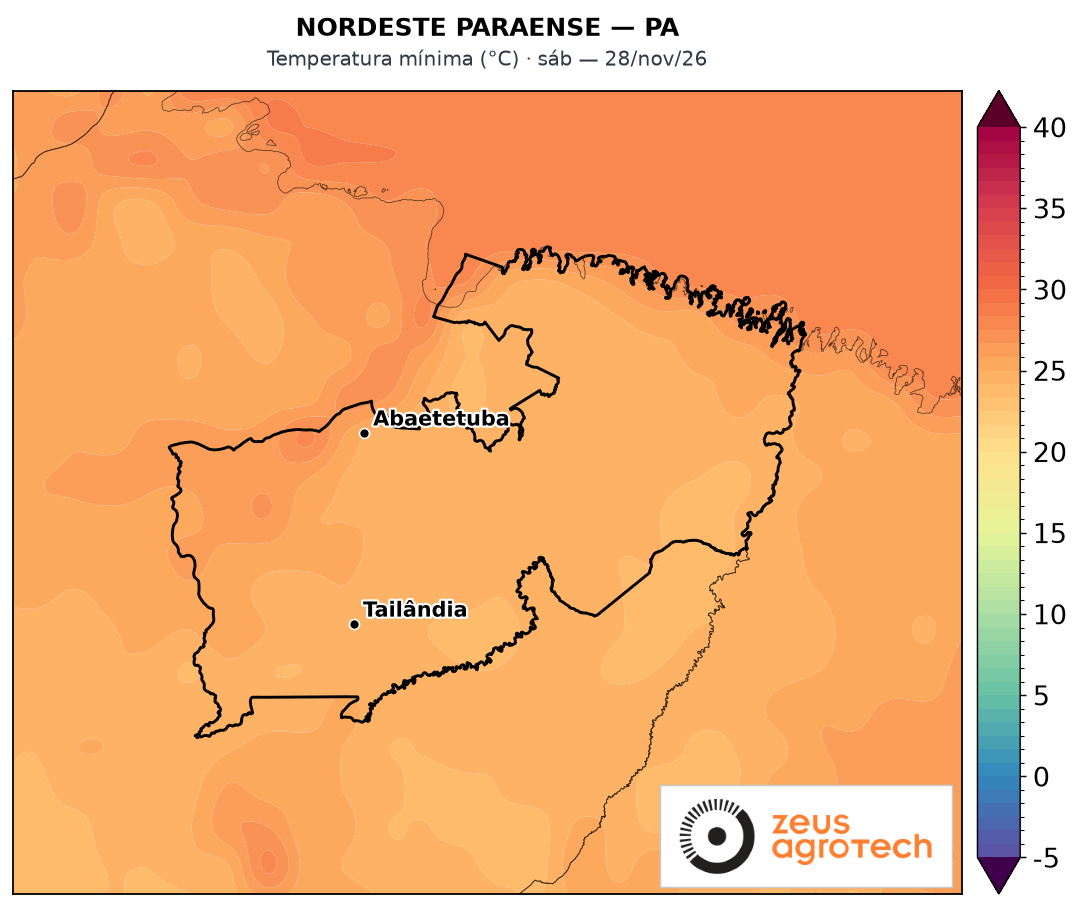 NORDESTE PARAENSE — PA
Temperatura mínima (°C) · sáb — 28/nov/26
40
35
30
25
20
15
10
5
0
-5
Abaetetuba
Tailândia
zeus
agrotech